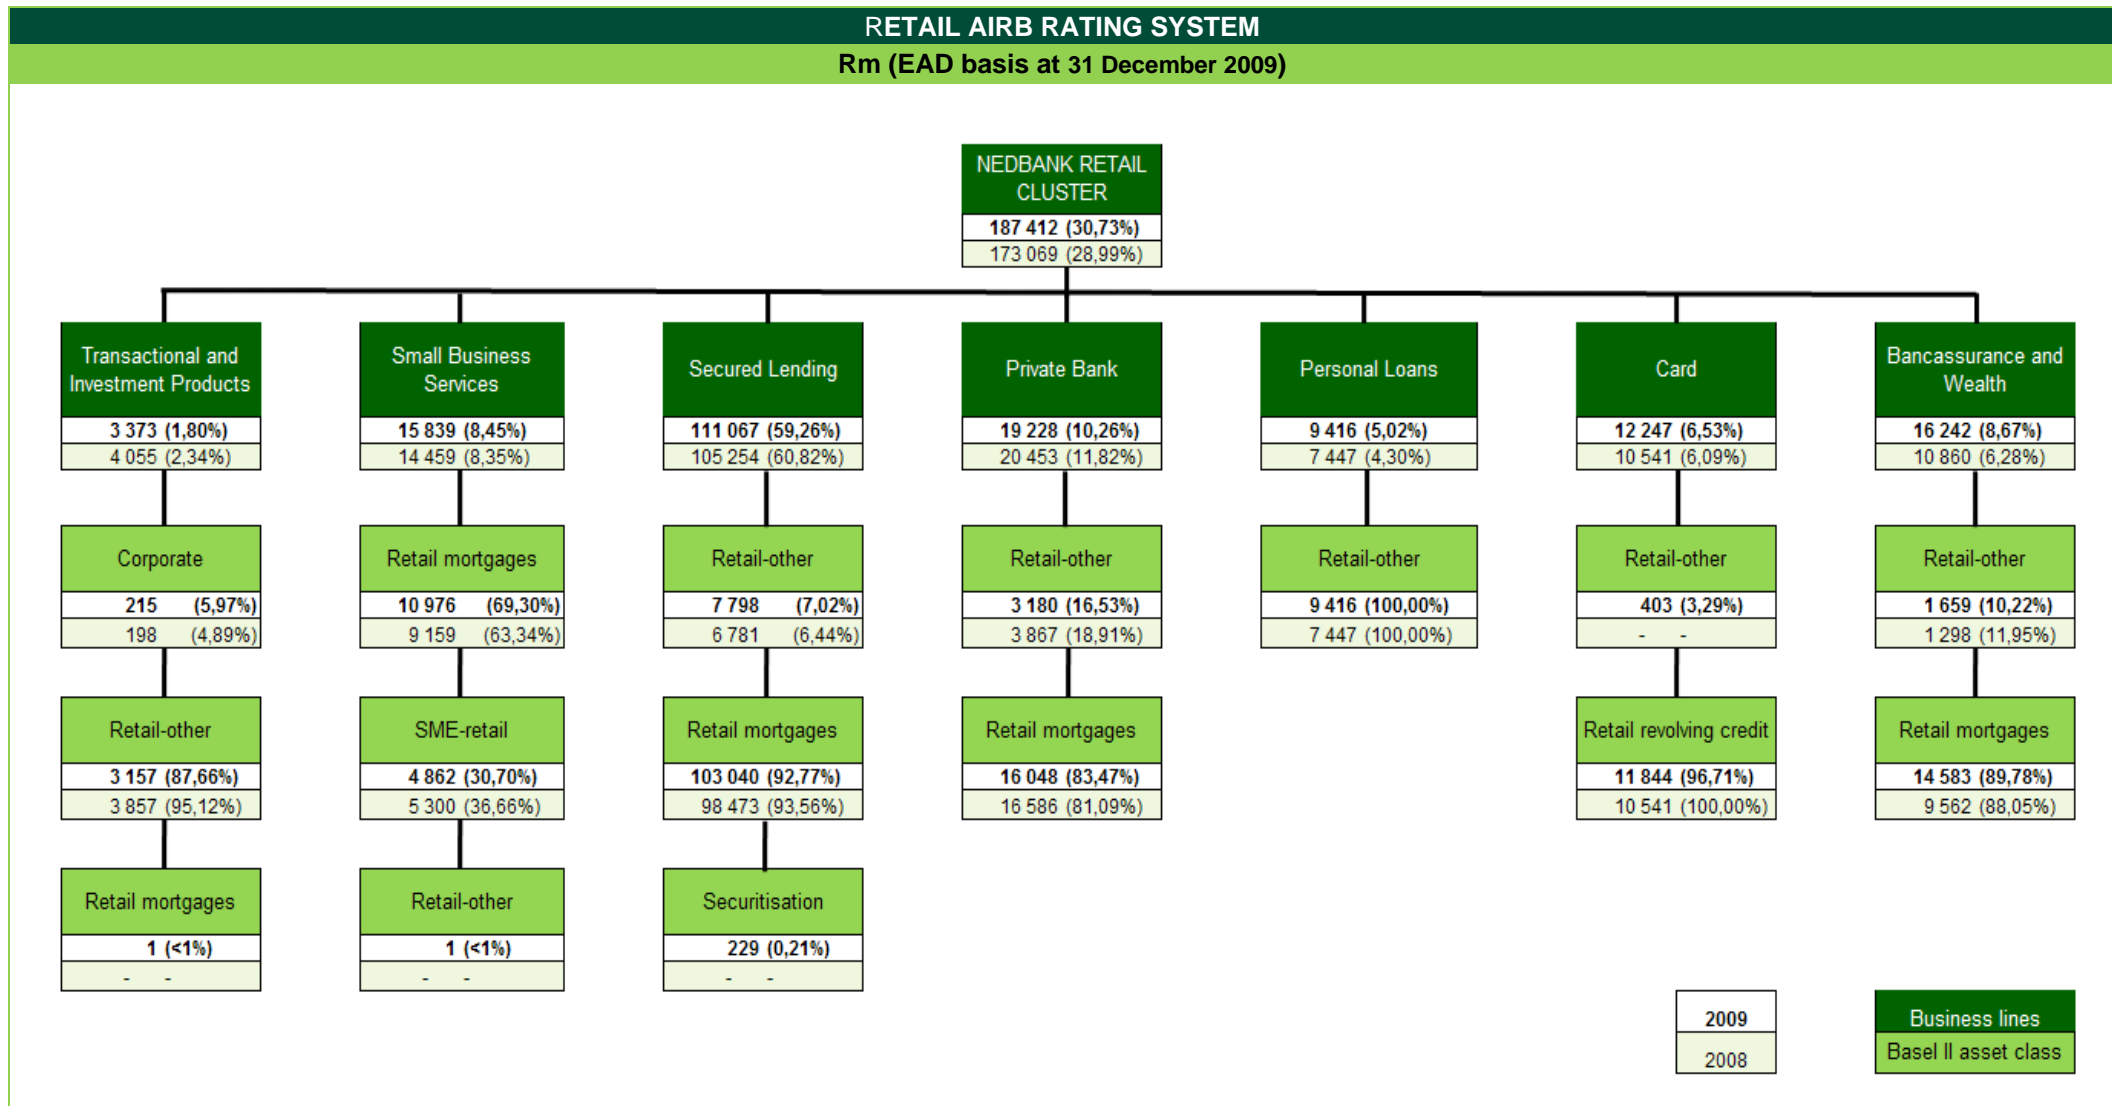 RETAIL AIRB RATING SYSTEM
Rm (EAD basis at 31 December 2009)
NEDBANK RETAIL
CLUSTER
187 412 (30,73%)
173 069 (28,99%)
Transactional and
Investment Products
3 373 (1,80%)
4 055 (2,34%)
Small Business
Services
15 839 (8,45%)
14 459 (8,35%)
Secured Lending
111 067 (59,26%)
105 254 (60,82%)
Private Bank
19 228 (10,26%)
20 453 (11,82%)
Personal Loans
9 416 (5,02%)
7 447 (4,30%)
Card
12 247 (6,53%)
10 541 (6,09%)
Bancassurance and
Wealth
16 242 (8,67%)
10 860 (6,28%)
Corporate
215 (5,97%)
198 (4,89%)
Retail mortgages
10 976 (69,30%)
9 159 (63,34%)
Retail-other
7 798 (7,02%)
6 781 (6,44%)
Retail-other
3 180 (16,53%)
3 867 (18,91%)
Retail-other
9 416 (100,00%)
7 447 (100,00%)
Retail-other
403 (3,29%)
- -
Retail-other
1 659 (10,22%)
1 298 (11,95%)
Retail-other
3 157 (87,66%)
3 857 (95,12%)
SME-retail
4 862 (30,70%)
5 300 (36,66%)
Retail mortgages
103 040 (92,77%)
98 473 (93,56%)
Retail mortgages
16 048 (83,47%)
16 586 (81,09%)
Retail revolving credit
11 844 (96,71%)
10 541 (100,00%)
Retail mortgages
14 583 (89,78%)
9 562 (88,05%)
Retail mortgages
1 (<1%)
- -
Retail-other
1 (<1%)
- -
Securitisation
229 (0,21%)
- -
2009
2008
Business lines
Basel II asset class